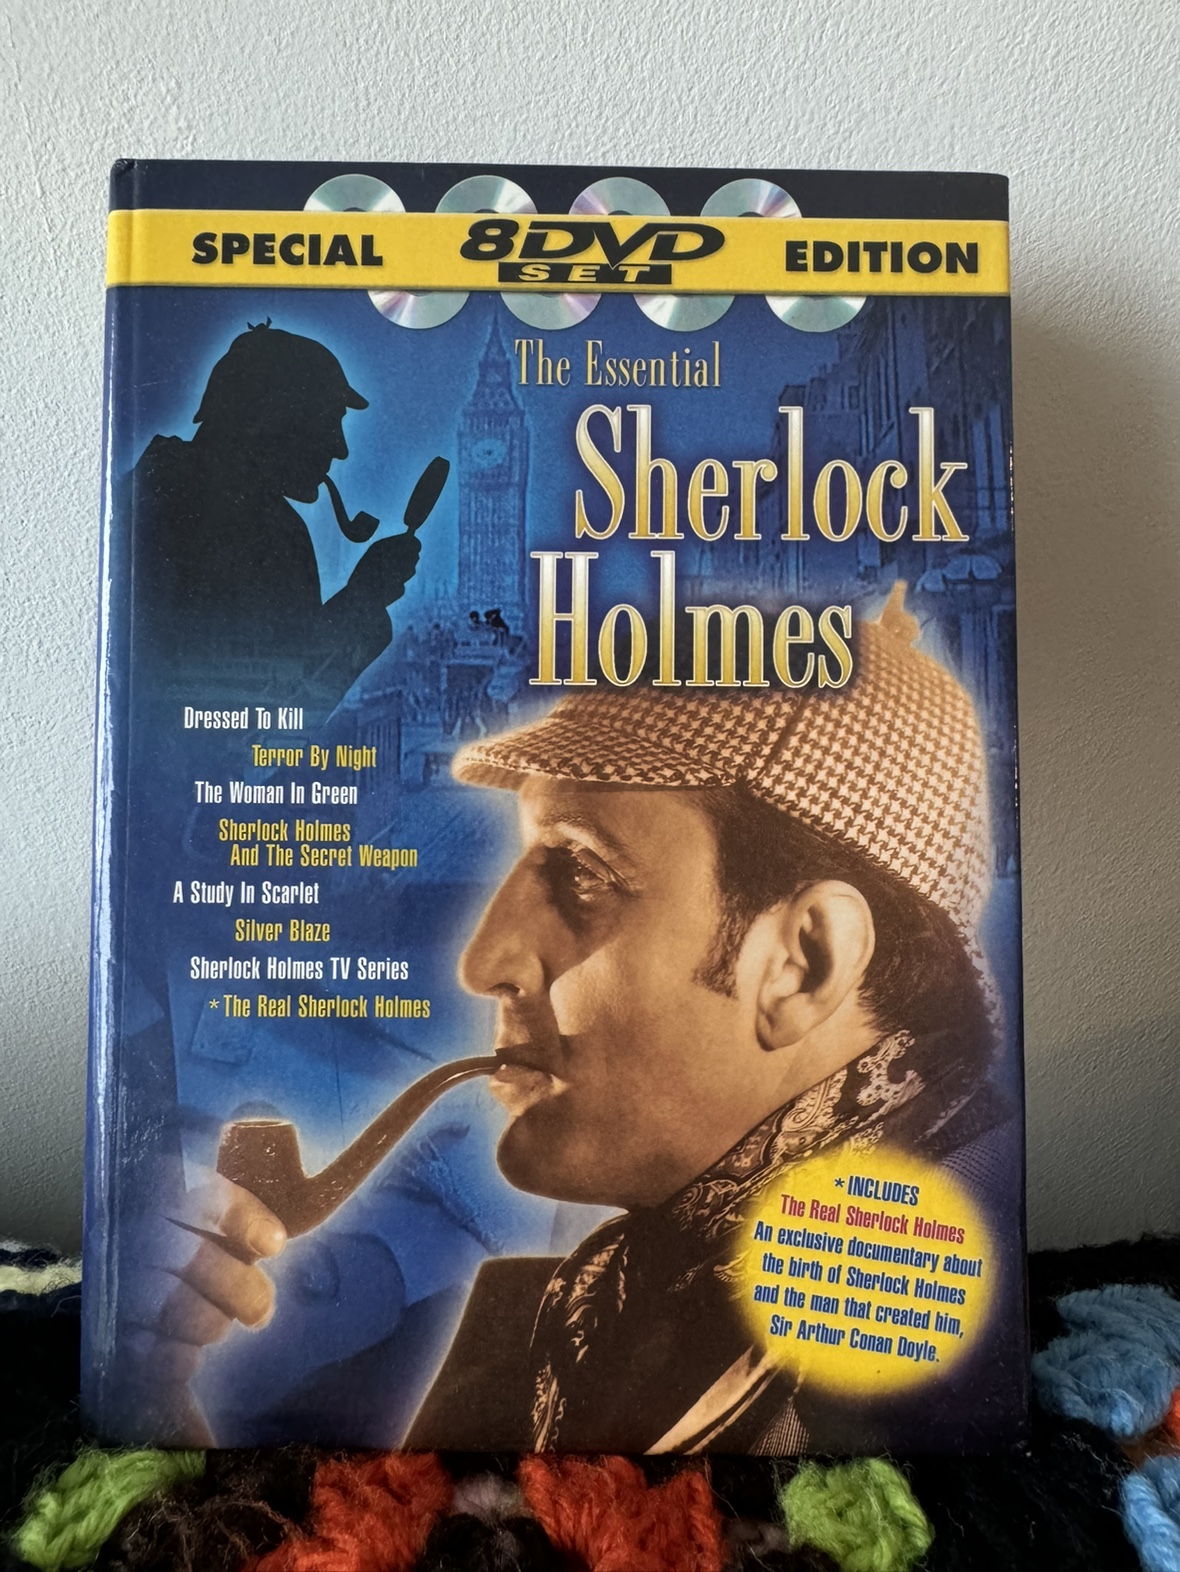 SPECIAL 8 DVD EDITION
SET
The Essential
Sherlock
Holmes
Dressed To Kill
Terror By Night
The Woman In Green
Sherlock Holmes
And The Secret Weapon
A Study In Scarlet
Silver Blaze
Sherlock Holmes TV Series
*The Real Sherlock Holmes
*INCLUDES
The Real Sherlock Holmes
An exclusive documentary about
the birth of Sherlock Holmes
and the man that created him,
Sir Arthur Conan Doyle.